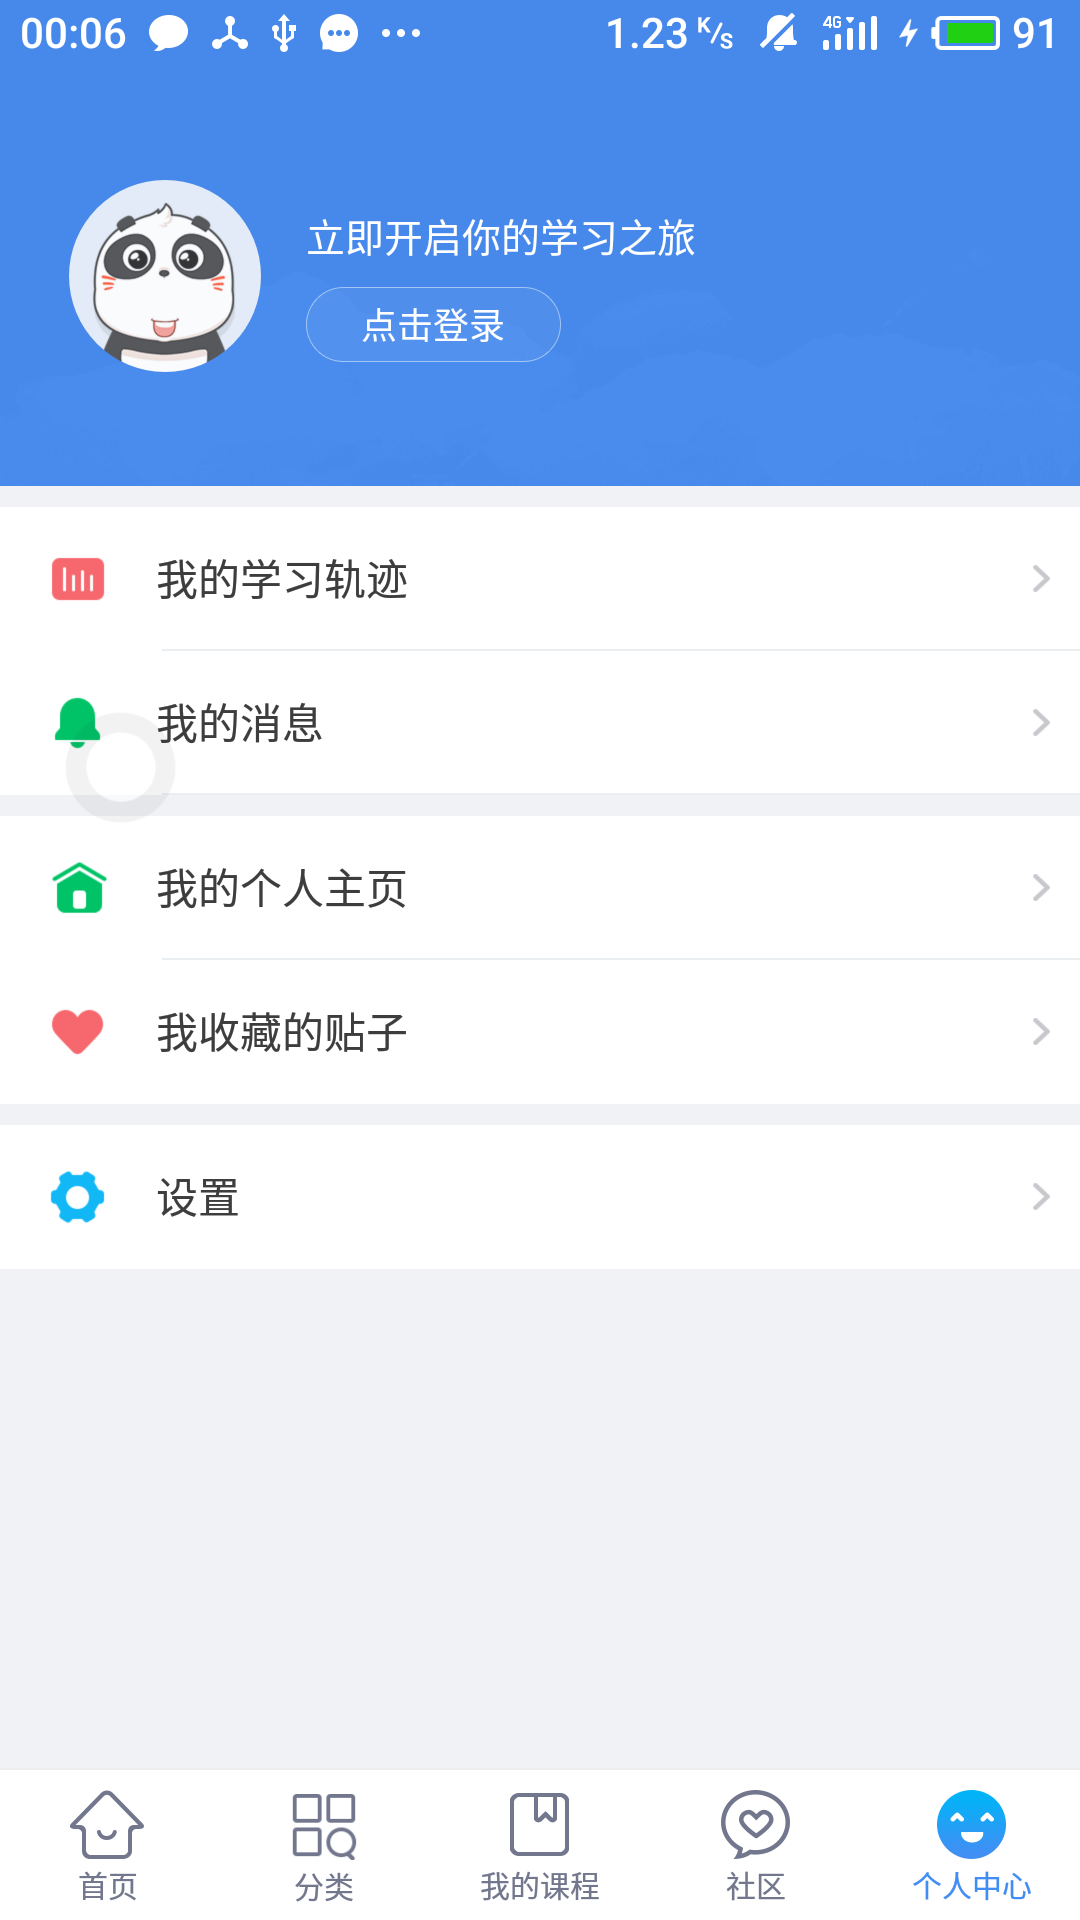 00:06 1.23 K/s 4G 91
立即开启你的学习之旅
点击登录
我的学习轨迹
我的消息
我的个人主页
我收藏的贴子
设置
首页 分类 我的课程 社区 个人中心